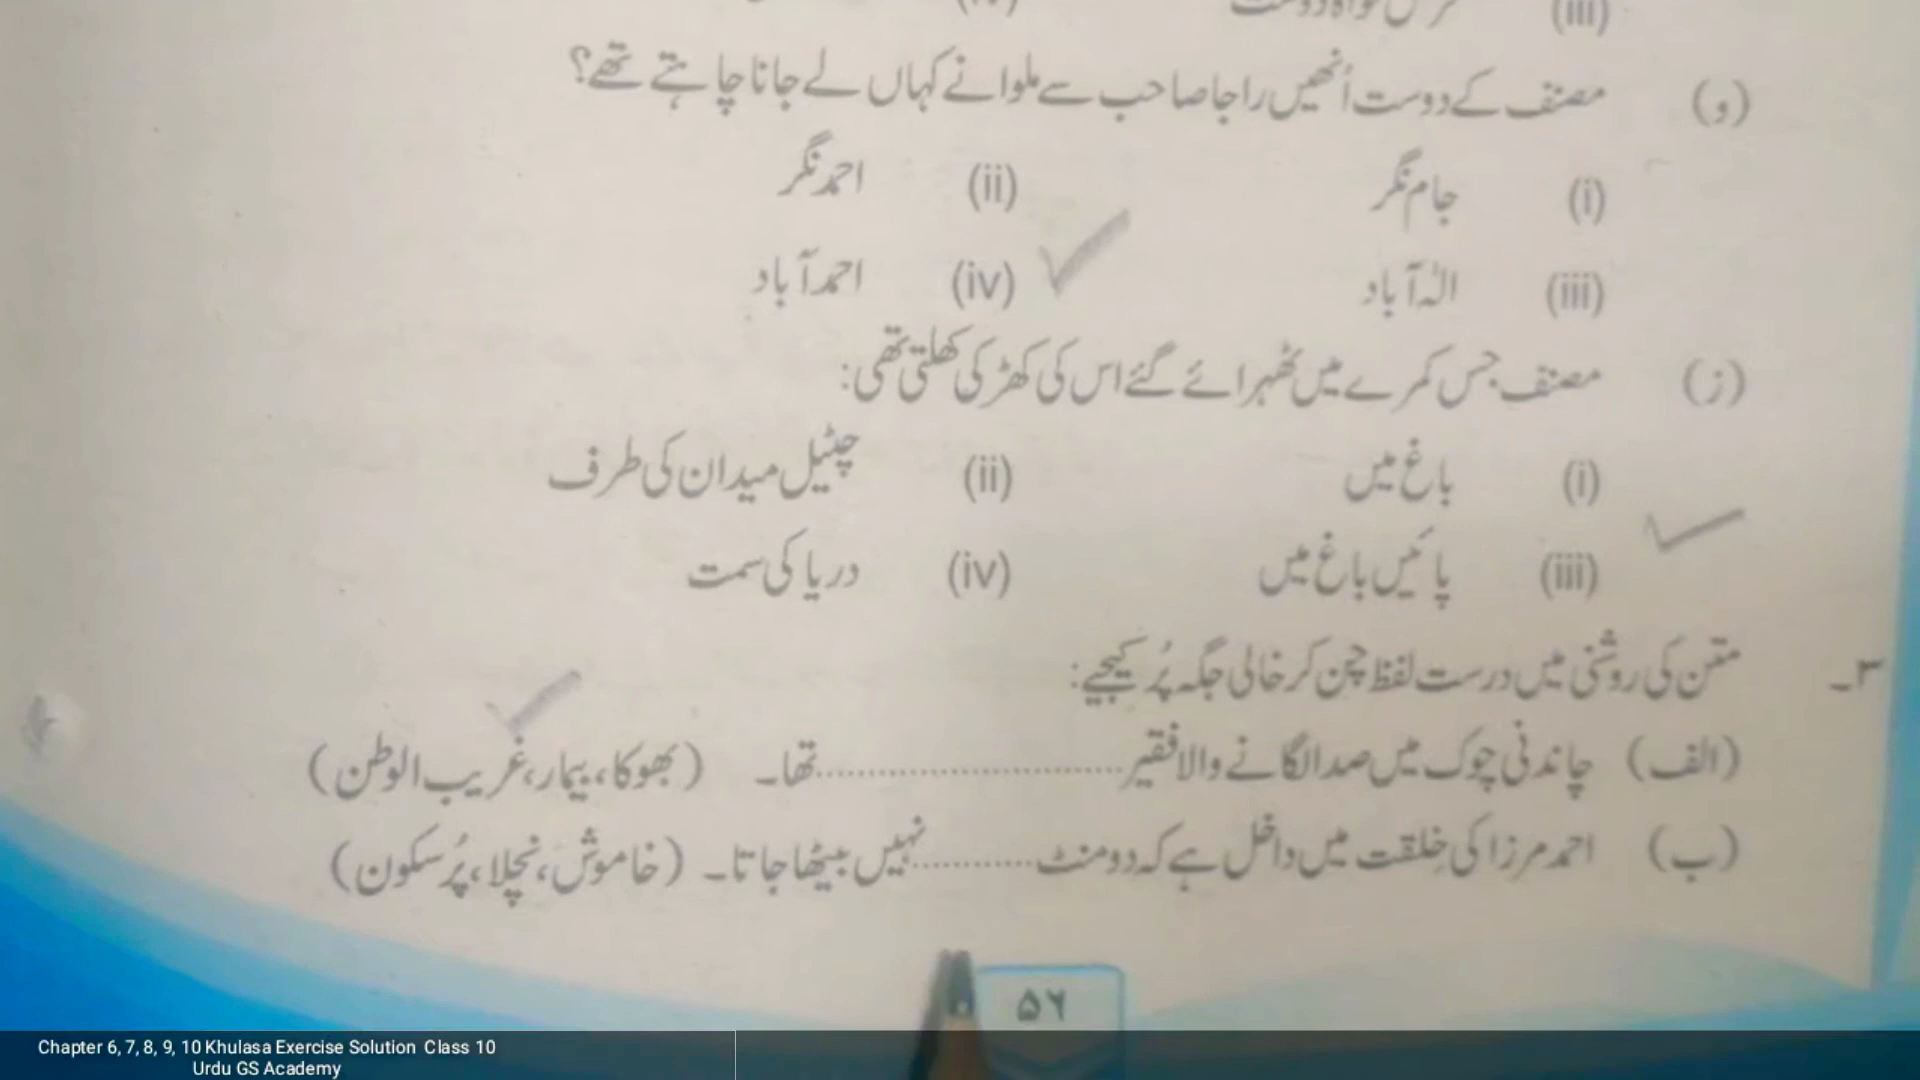 (iii)
(و) مصنف کے دوست اُنھیں راجا صاحب سے ملوانے کہاں لے جانا چاہتے تھے؟
(i) جام نگر (ii) احمد نگر
(iii) الٰہ آباد (iv) احمد آباد
(ز) مصنف جس کمرے میں ٹھہرائے گئے اس کی کھڑکی کھلتی تھی:
(i) باغ میں (ii) چٹیل میدان کی طرف
(iii) پائیں باغ میں (iv) دریا کی سمت
۳۔ متن کی روشنی میں درست لفظ چن کر خالی جگہ پُر کیجیے:
(الف) چاندنی چوک میں صدا لگانے والا فقیر .............................. تھا۔ (بھوکا، بیمار، غریب الوطن)
(ب) احمد مرزا کی خِلقت میں داخل ہے کہ دو منٹ ............ نہیں بیٹھا جاتا۔ (خاموش، نچلا، پُرسکون)
۵۶
Chapter 6, 7, 8, 9, 10 Khulasa Exercise Solution Class 10
Urdu GS Academy